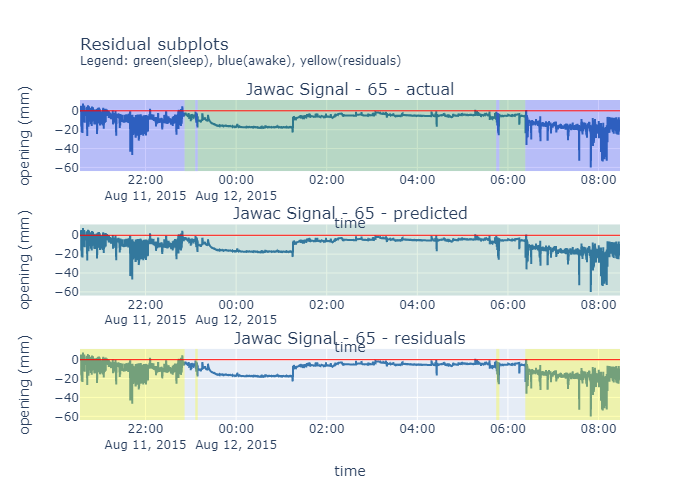 Residual subplots
Legend: green(sleep), blue(awake), yellow(residuals)
Jawac Signal - 65 - actual
opening (mm)
0
−20
−40
−60
22:00 00:00 02:00 04:00 06:00 08:00
Aug 11, 2015 Aug 12, 2015
time
Jawac Signal - 65 - predicted
opening (mm)
0
−20
−40
−60
22:00 00:00 02:00 04:00 06:00 08:00
Aug 11, 2015 Aug 12, 2015
time
Jawac Signal - 65 - residuals
opening (mm)
0
−20
−40
−60
22:00 00:00 02:00 04:00 06:00 08:00
Aug 11, 2015 Aug 12, 2015
time